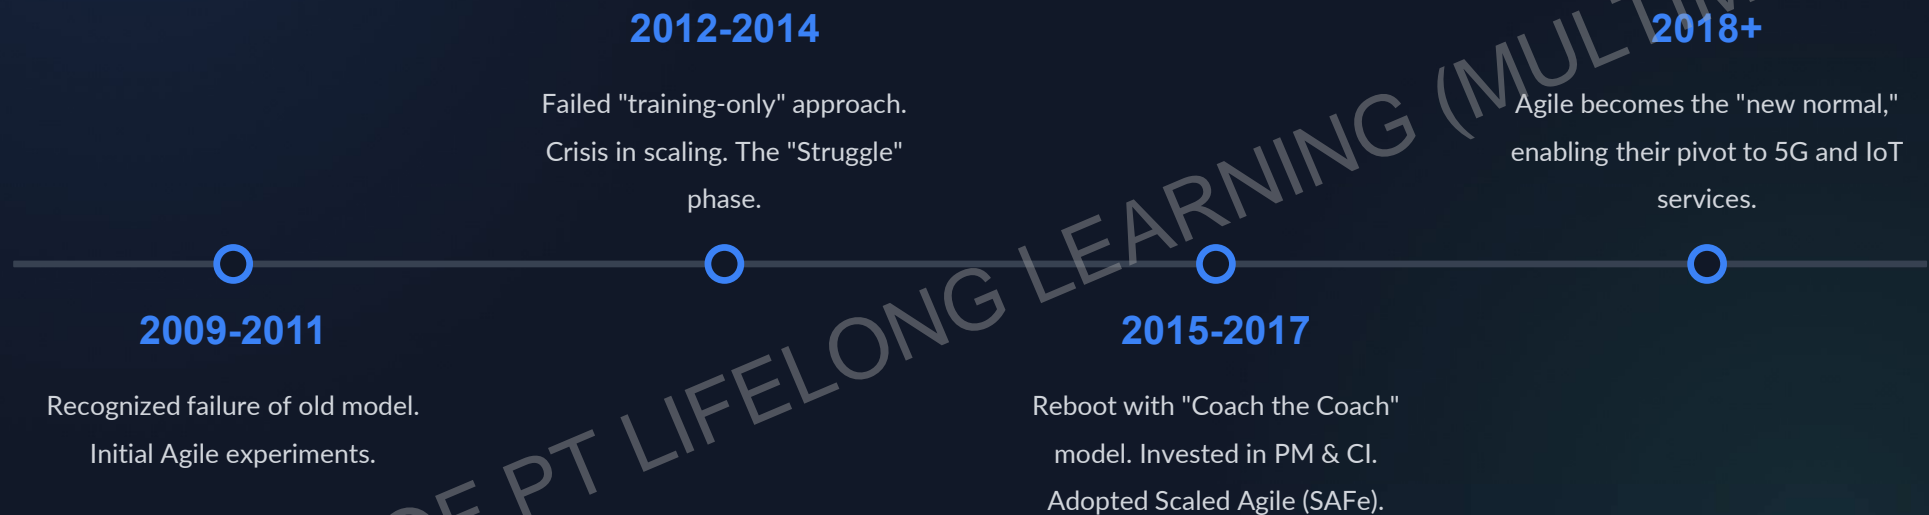 2009-2011
Recognized failure of old model.
Initial Agile experiments.
2012-2014
Failed "training-only" approach.
Crisis in scaling. The "Struggle"
phase.
2015-2017
Reboot with "Coach the Coach"
model. Invested in PM & CI.
Adopted Scaled Agile (SAFe).
2018+
Agile becomes the "new normal,"
enabling their pivot to 5G and IoT
services.
OF PT LIFELONG LEARNING